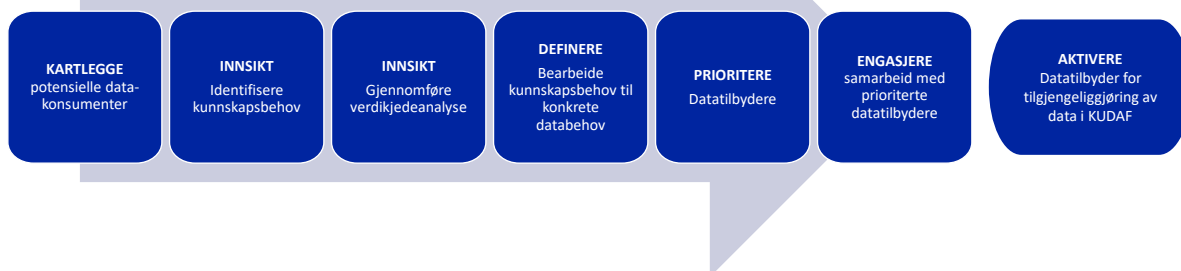 KARTLEGGE
potensielle data-
konsumenter
INNSIKT
Identifisere
kunnskapsbehov
INNSIKT
Gjennomføre
verdikjedeanalyse
DEFINERE
Bearbeide
kunnskapsbehov til
konkrete
databehov
PRIORITERE
Datatilbydere
ENGASJERE
samarbeid med
prioriterte
datatilbydere
AKTIVERE
Datatilbyder for
tilgjengeliggjøring av
data i KUDAF